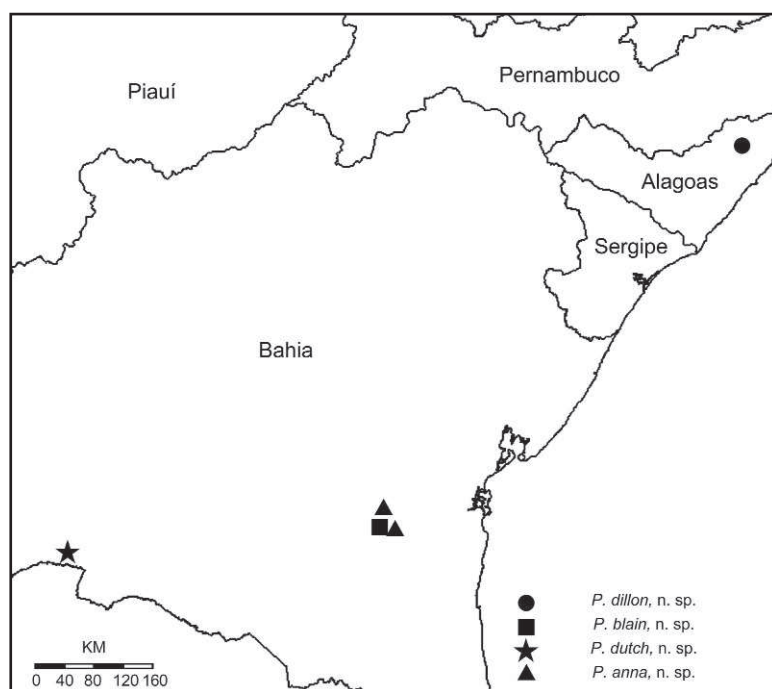 Piauí
Pernambuco
Alagoas
Sergipe
Bahia
P. dillon, n. sp.
P. blain, n. sp.
P. dutch, n. sp.
P. anna, n. sp.
KM
0 40 80 120 160